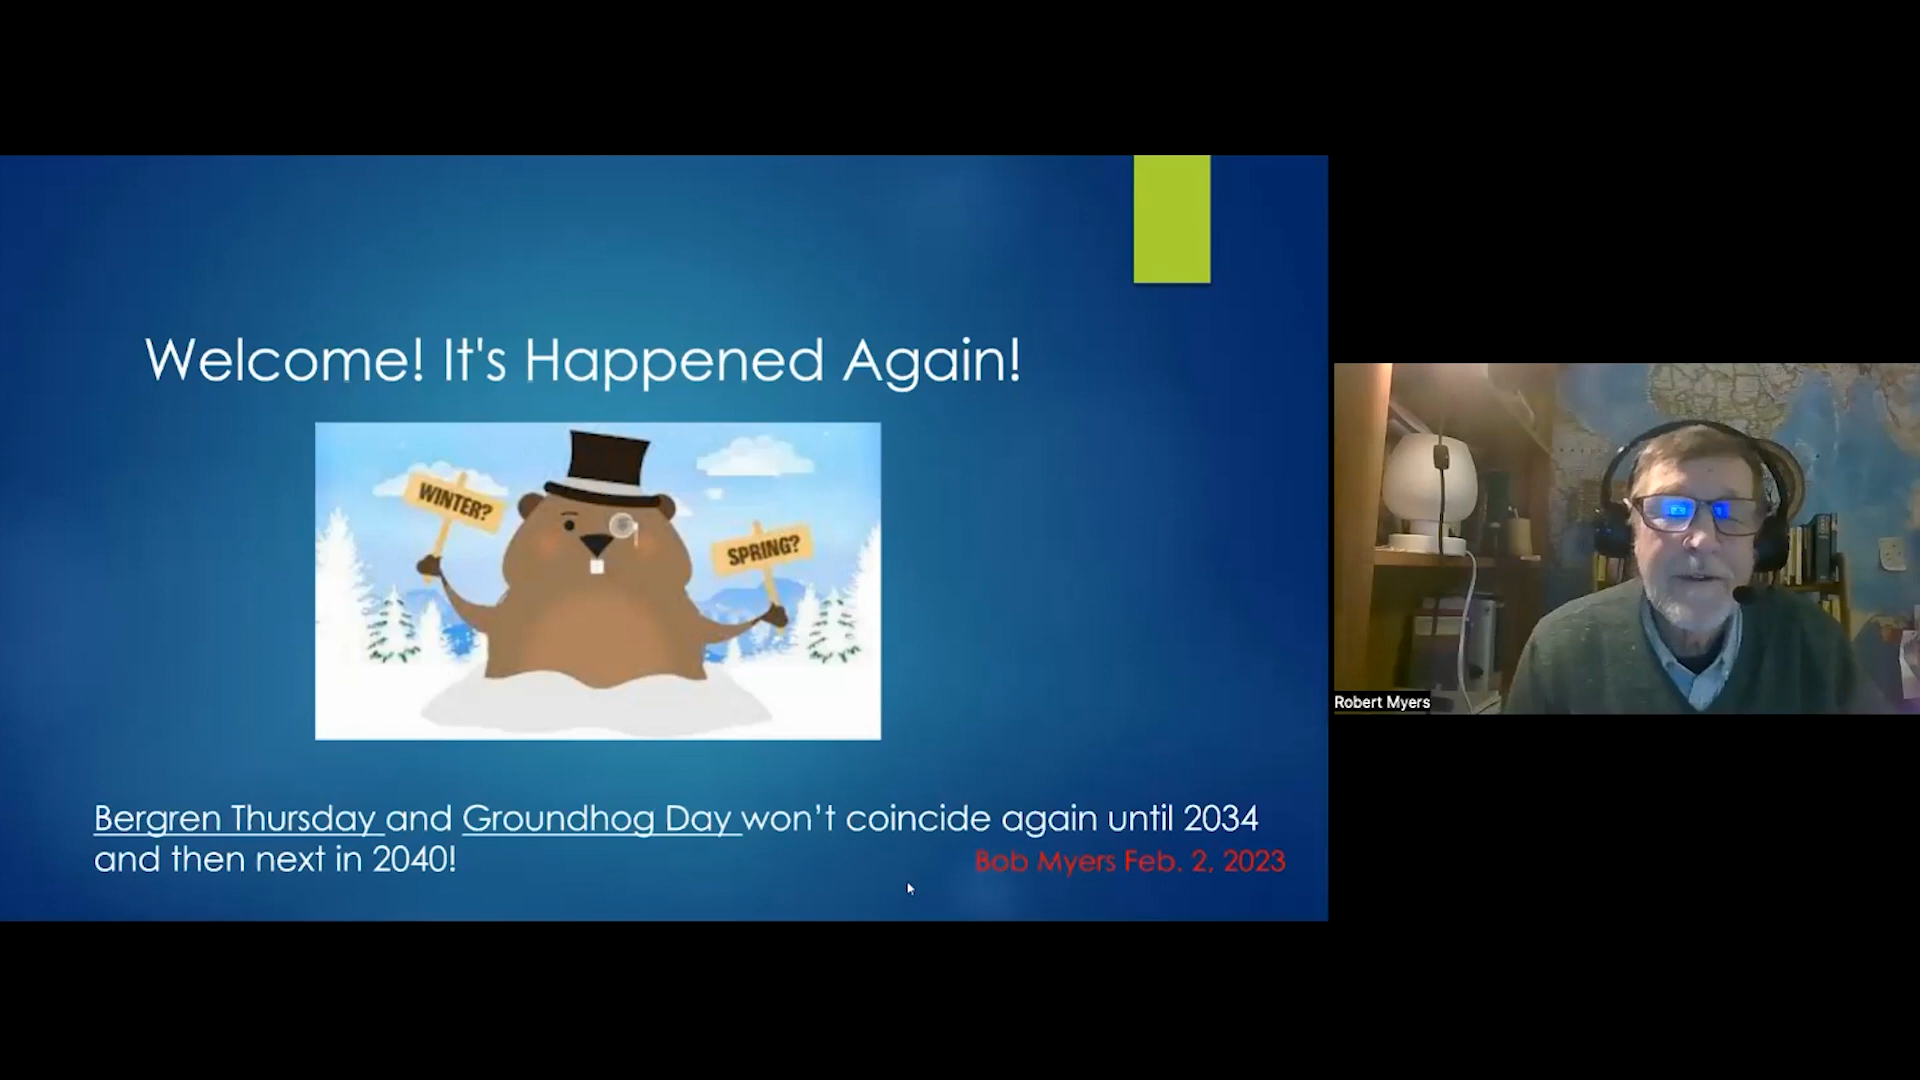 Welcome! It's Happened Again!
WINTER?
SPRING?
Bergren Thursday and Groundhog Day won’t coincide again until 2034
and then next in 2040!
Bob Myers Feb. 2, 2023
Robert Myers